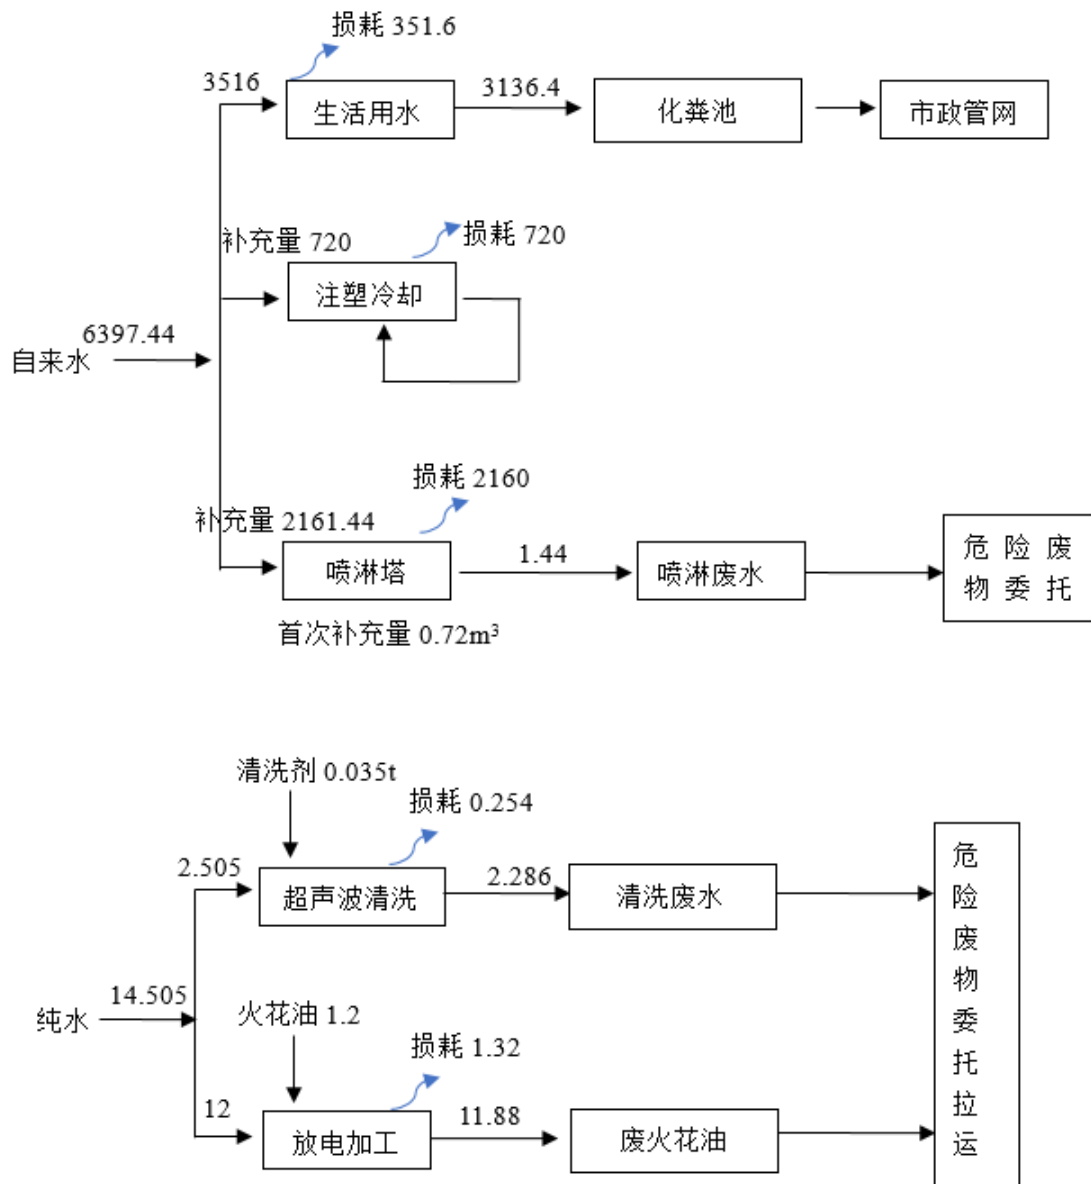 损耗 351.6
3516
生活用水
3136.4
化粪池
市政管网
补充量 720
损耗 720
注塑冷却
6397.44
自来水
损耗 2160
补充量 2161.44
喷淋塔
1.44
喷淋废水
危险废
物委托
首次补充量 0.72m³
清洗剂 0.035t
损耗 0.254
2.505
超声波清洗
2.286
清洗废水
14.505
纯水
火花油 1.2
损耗 1.32
12
放电加工
11.88
废火花油
危
险
废
物
委
托
拉
运